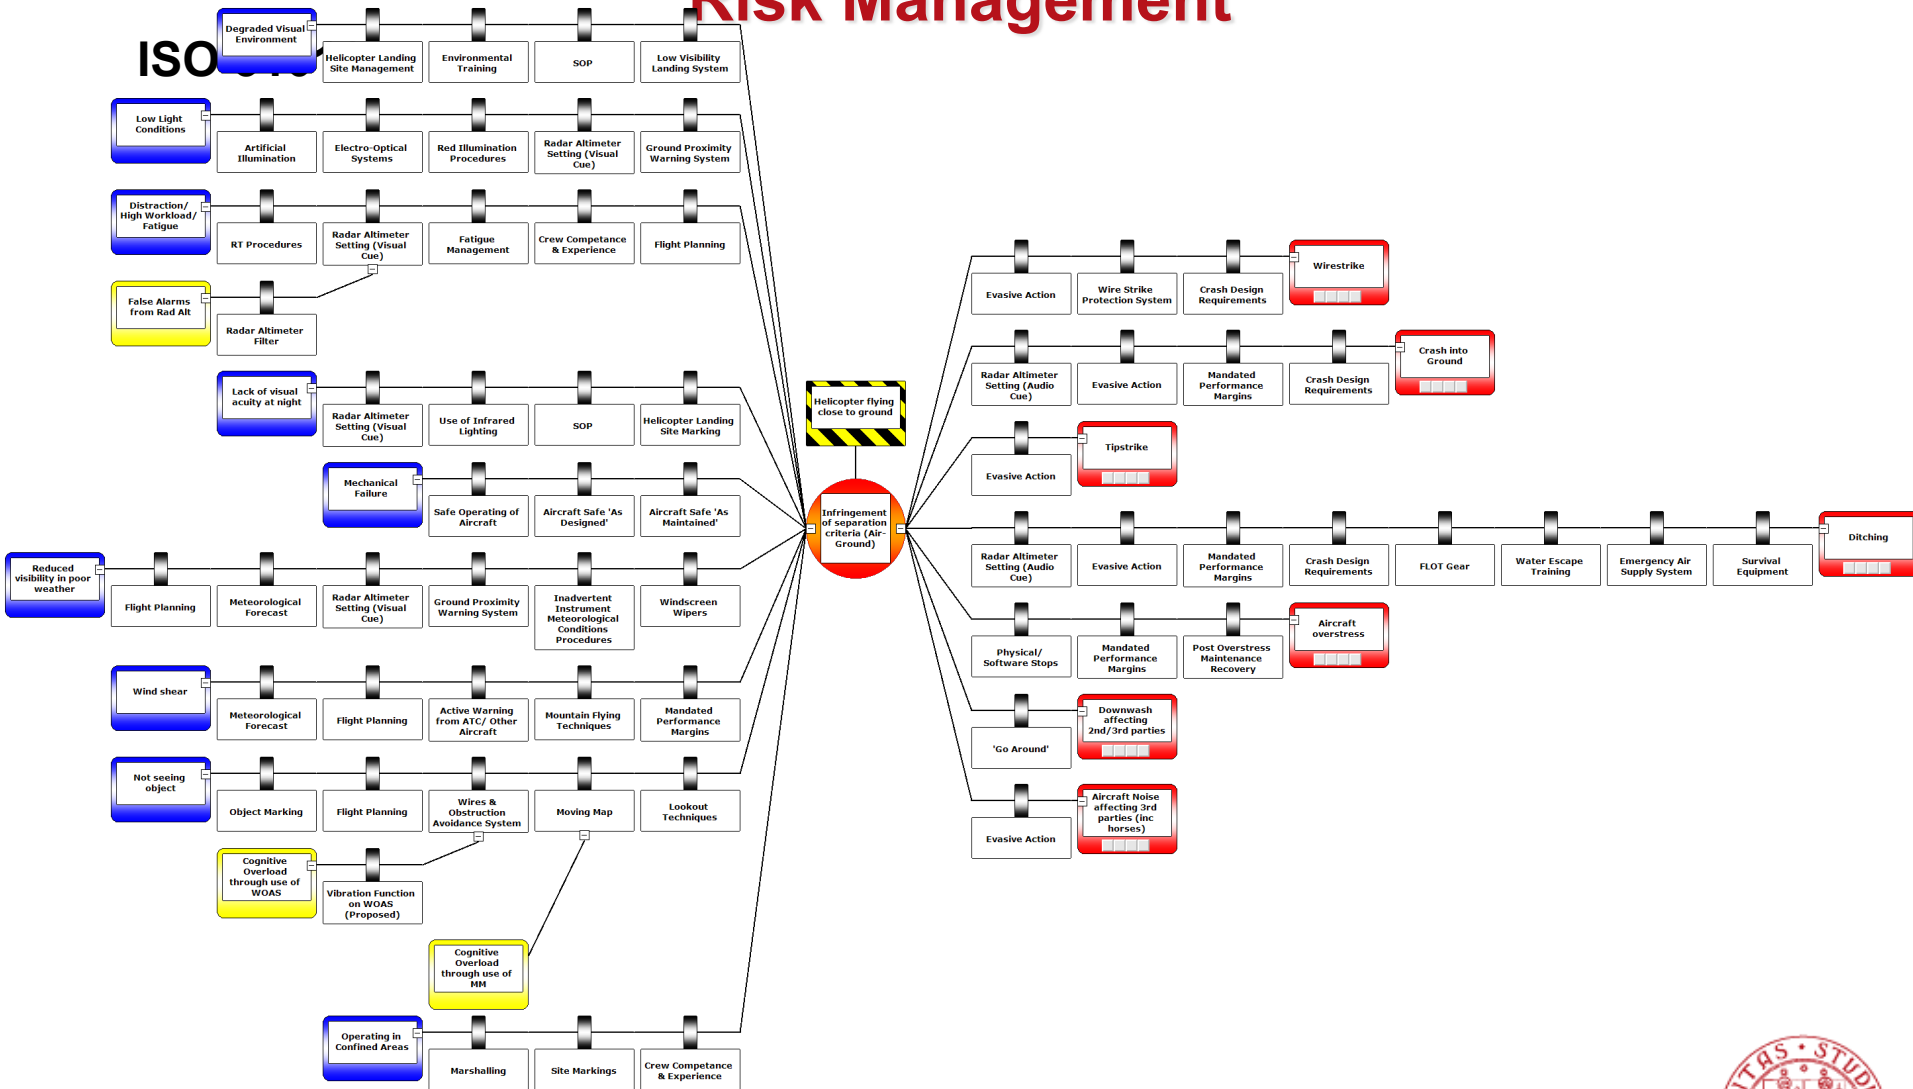 Risk Management
ISO
Degraded Visual
Environment
Helicopter Landing
Site Management
Environmental
Training
SOP
Low Visibility
Landing System
Low Light
Conditions
Artificial
Illumination
Electro-Optical
Systems
Red Illumination
Procedures
Radar Altimeter
Setting (Visual
Cue)
Ground Proximity
Warning System
Distraction/
High Workload/
Fatigue
RT Procedures
Radar Altimeter
Setting (Visual
Cue)
Fatigue
Management
Crew Competance
& Experience
Flight Planning
False Alarms
from Rad Alt
Radar Altimeter
Filter
Lack of visual
acuity at night
Radar Altimeter
Setting (Visual
Cue)
Use of Infrared
Lighting
SOP
Helicopter Landing
Site Marking
Mechanical
Failure
Safe Operating of
Aircraft
Aircraft Safe 'As
Designed'
Aircraft Safe 'As
Maintained'
Reduced
visibility in poor
weather
Flight Planning
Meteorological
Forecast
Radar Altimeter
Setting (Visual
Cue)
Ground Proximity
Warning System
Inadvertent
Instrument
Meteorological
Conditions
Procedures
Windscreen
Wipers
Wind shear
Meteorological
Forecast
Flight Planning
Active Warning
from ATC/ Other
Aircraft
Mountain Flying
Techniques
Mandated
Performance
Margins
Not seeing
object
Object Marking
Flight Planning
Wires &
Obstruction
Avoidance System
Moving Map
Lookout
Techniques
Cognitive
Overload
through use of
WOAS
Vibration Function
on WOAS
(Proposed)
Cognitive
Overload
through use of
MM
Operating in
Confined Areas
Marshalling
Site Markings
Crew Competance
& Experience
Helicopter flying
close to ground
Infringement
of separation
criteria (Air-
Ground)
Evasive Action
Wire Strike
Protection System
Crash Design
Requirements
Wirestrike
Radar Altimeter
Setting (Audio
Cue)
Evasive Action
Mandated
Performance
Margins
Crash Design
Requirements
Crash into
Ground
Evasive Action
Tipstrike
Radar Altimeter
Setting (Audio
Cue)
Evasive Action
Mandated
Performance
Margins
Crash Design
Requirements
FLOT Gear
Water Escape
Training
Emergency Air
Supply System
Survival
Equipment
Ditching
Physical/
Software Stops
Mandated
Performance
Margins
Post Overstress
Maintenance
Recovery
Aircraft
overstress
'Go Around'
Downwash
affecting
2nd/3rd parties
Evasive Action
Aircraft Noise
affecting 3rd
parties (inc
horses)